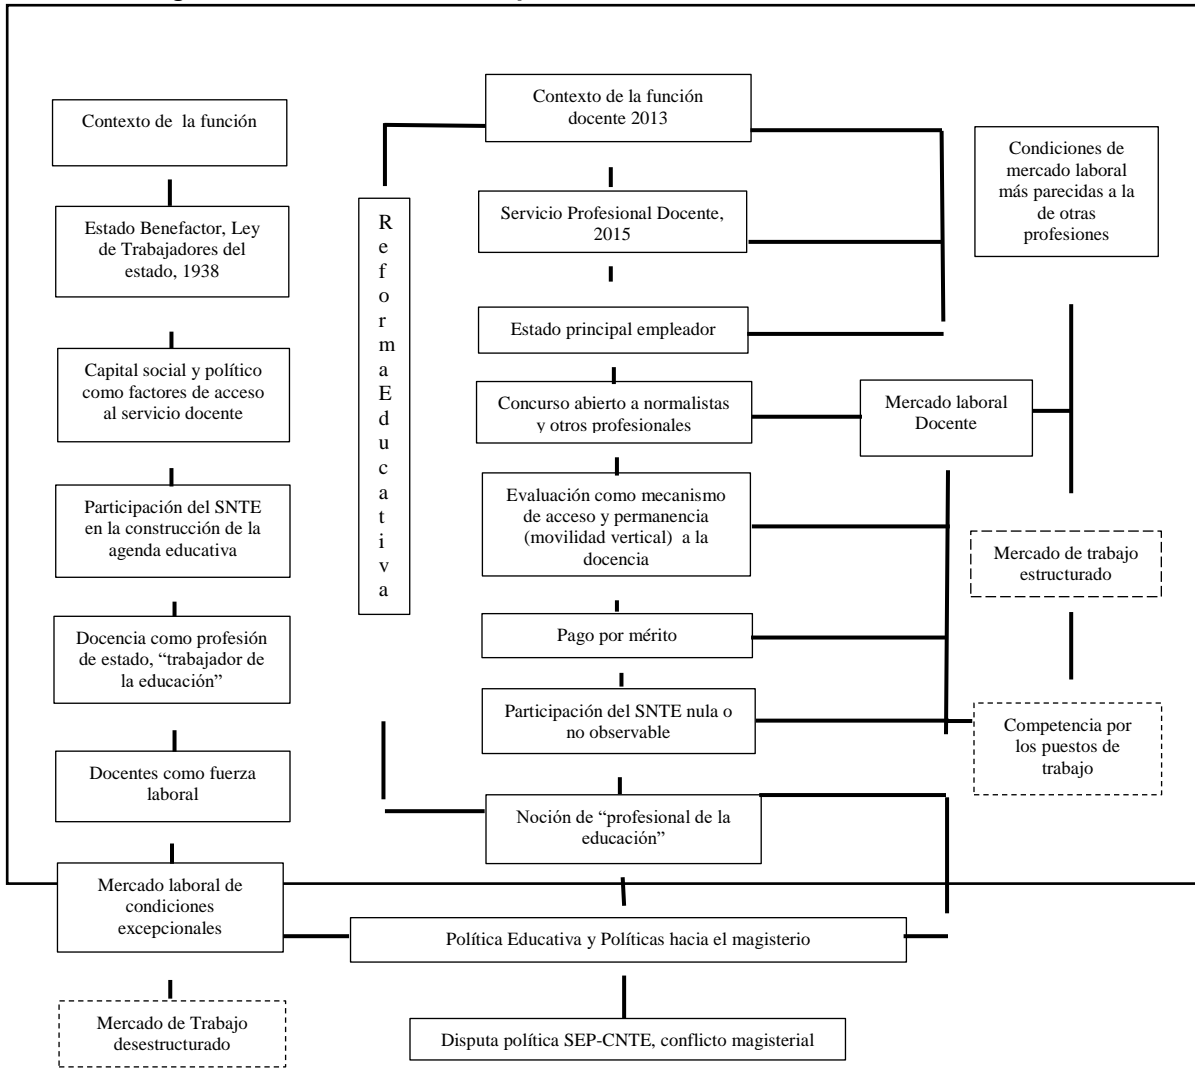 Contexto de la función
Estado Benefactor, Ley
de Trabajadores del
estado, 1938
Capital social y político
como factores de acceso
al servicio docente
Participación del SNTE
en la construcción de la
agenda educativa
Docencia como profesión
de estado, “trabajador de
la educación”
Docentes como fuerza
laboral
Mercado laboral de
condiciones
excepcionales
Mercado de Trabajo
desestructurado
R
e
f
o
r
m
a
E
d
u
c
a
t
i
v
a
Contexto de la función
docente 2013
Servicio Profesional Docente,
2015
Estado principal empleador
Concurso abierto a normalistas
y otros profesionales
Evaluación como mecanismo
de acceso y permanencia
(movilidad vertical) a la
docencia
Pago por mérito
Participación del SNTE nula o
no observable
Noción de “profesional de la
educación”
Política Educativa y Políticas hacia el magisterio
Disputa política SEP-CNTE, conflicto magisterial
Mercado laboral
Docente
Condiciones de
mercado laboral
más parecidas a la
de otras
profesiones
Mercado de trabajo
estructurado
Competencia por
los puestos de
trabajo